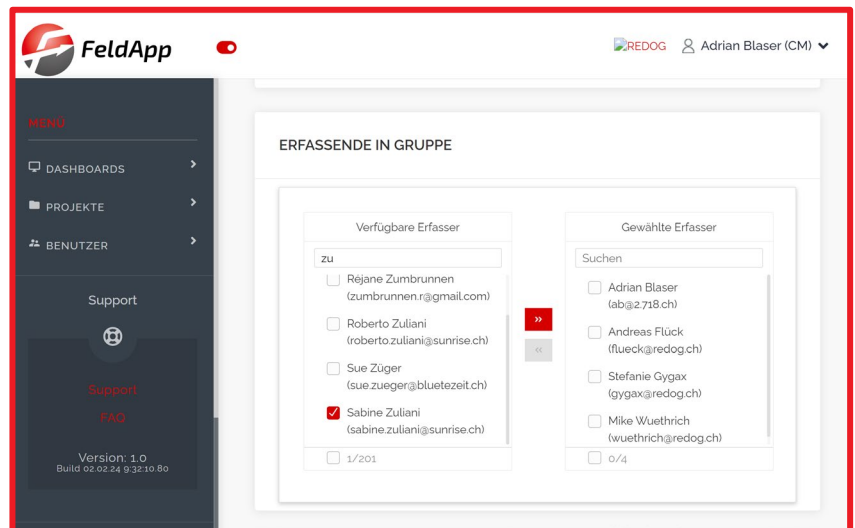 FeldApp
REDOG
Adrian Blaser (CM)
MENÜ
DASHBOARDS
PROJEKTE
BENUTZER
Support
Support
FAQ
Version: 1.0
Build 02.02.24 9:32:10.80
ERFASSENDE IN GRUPPE
Verfügbare Erfasser
zu
Réjane Zumbrunnen
(zumbrunnen.r@gmail.com)
Roberto Zuliani
(roberto.zuliani@sunrise.ch)
Sue Züger
(sue.zueger@bluetezeit.ch)
Sabine Zuliani
(sabine.zuliani@sunrise.ch)
1/201
»
«
Gewählte Erfasser
Suchen
Adrian Blaser
(ab@2.718.ch)
Andreas Flück
(flueck@redog.ch)
Stefanie Gygax
(gygax@redog.ch)
Mike Wuethrich
(wuethrich@redog.ch)
0/4